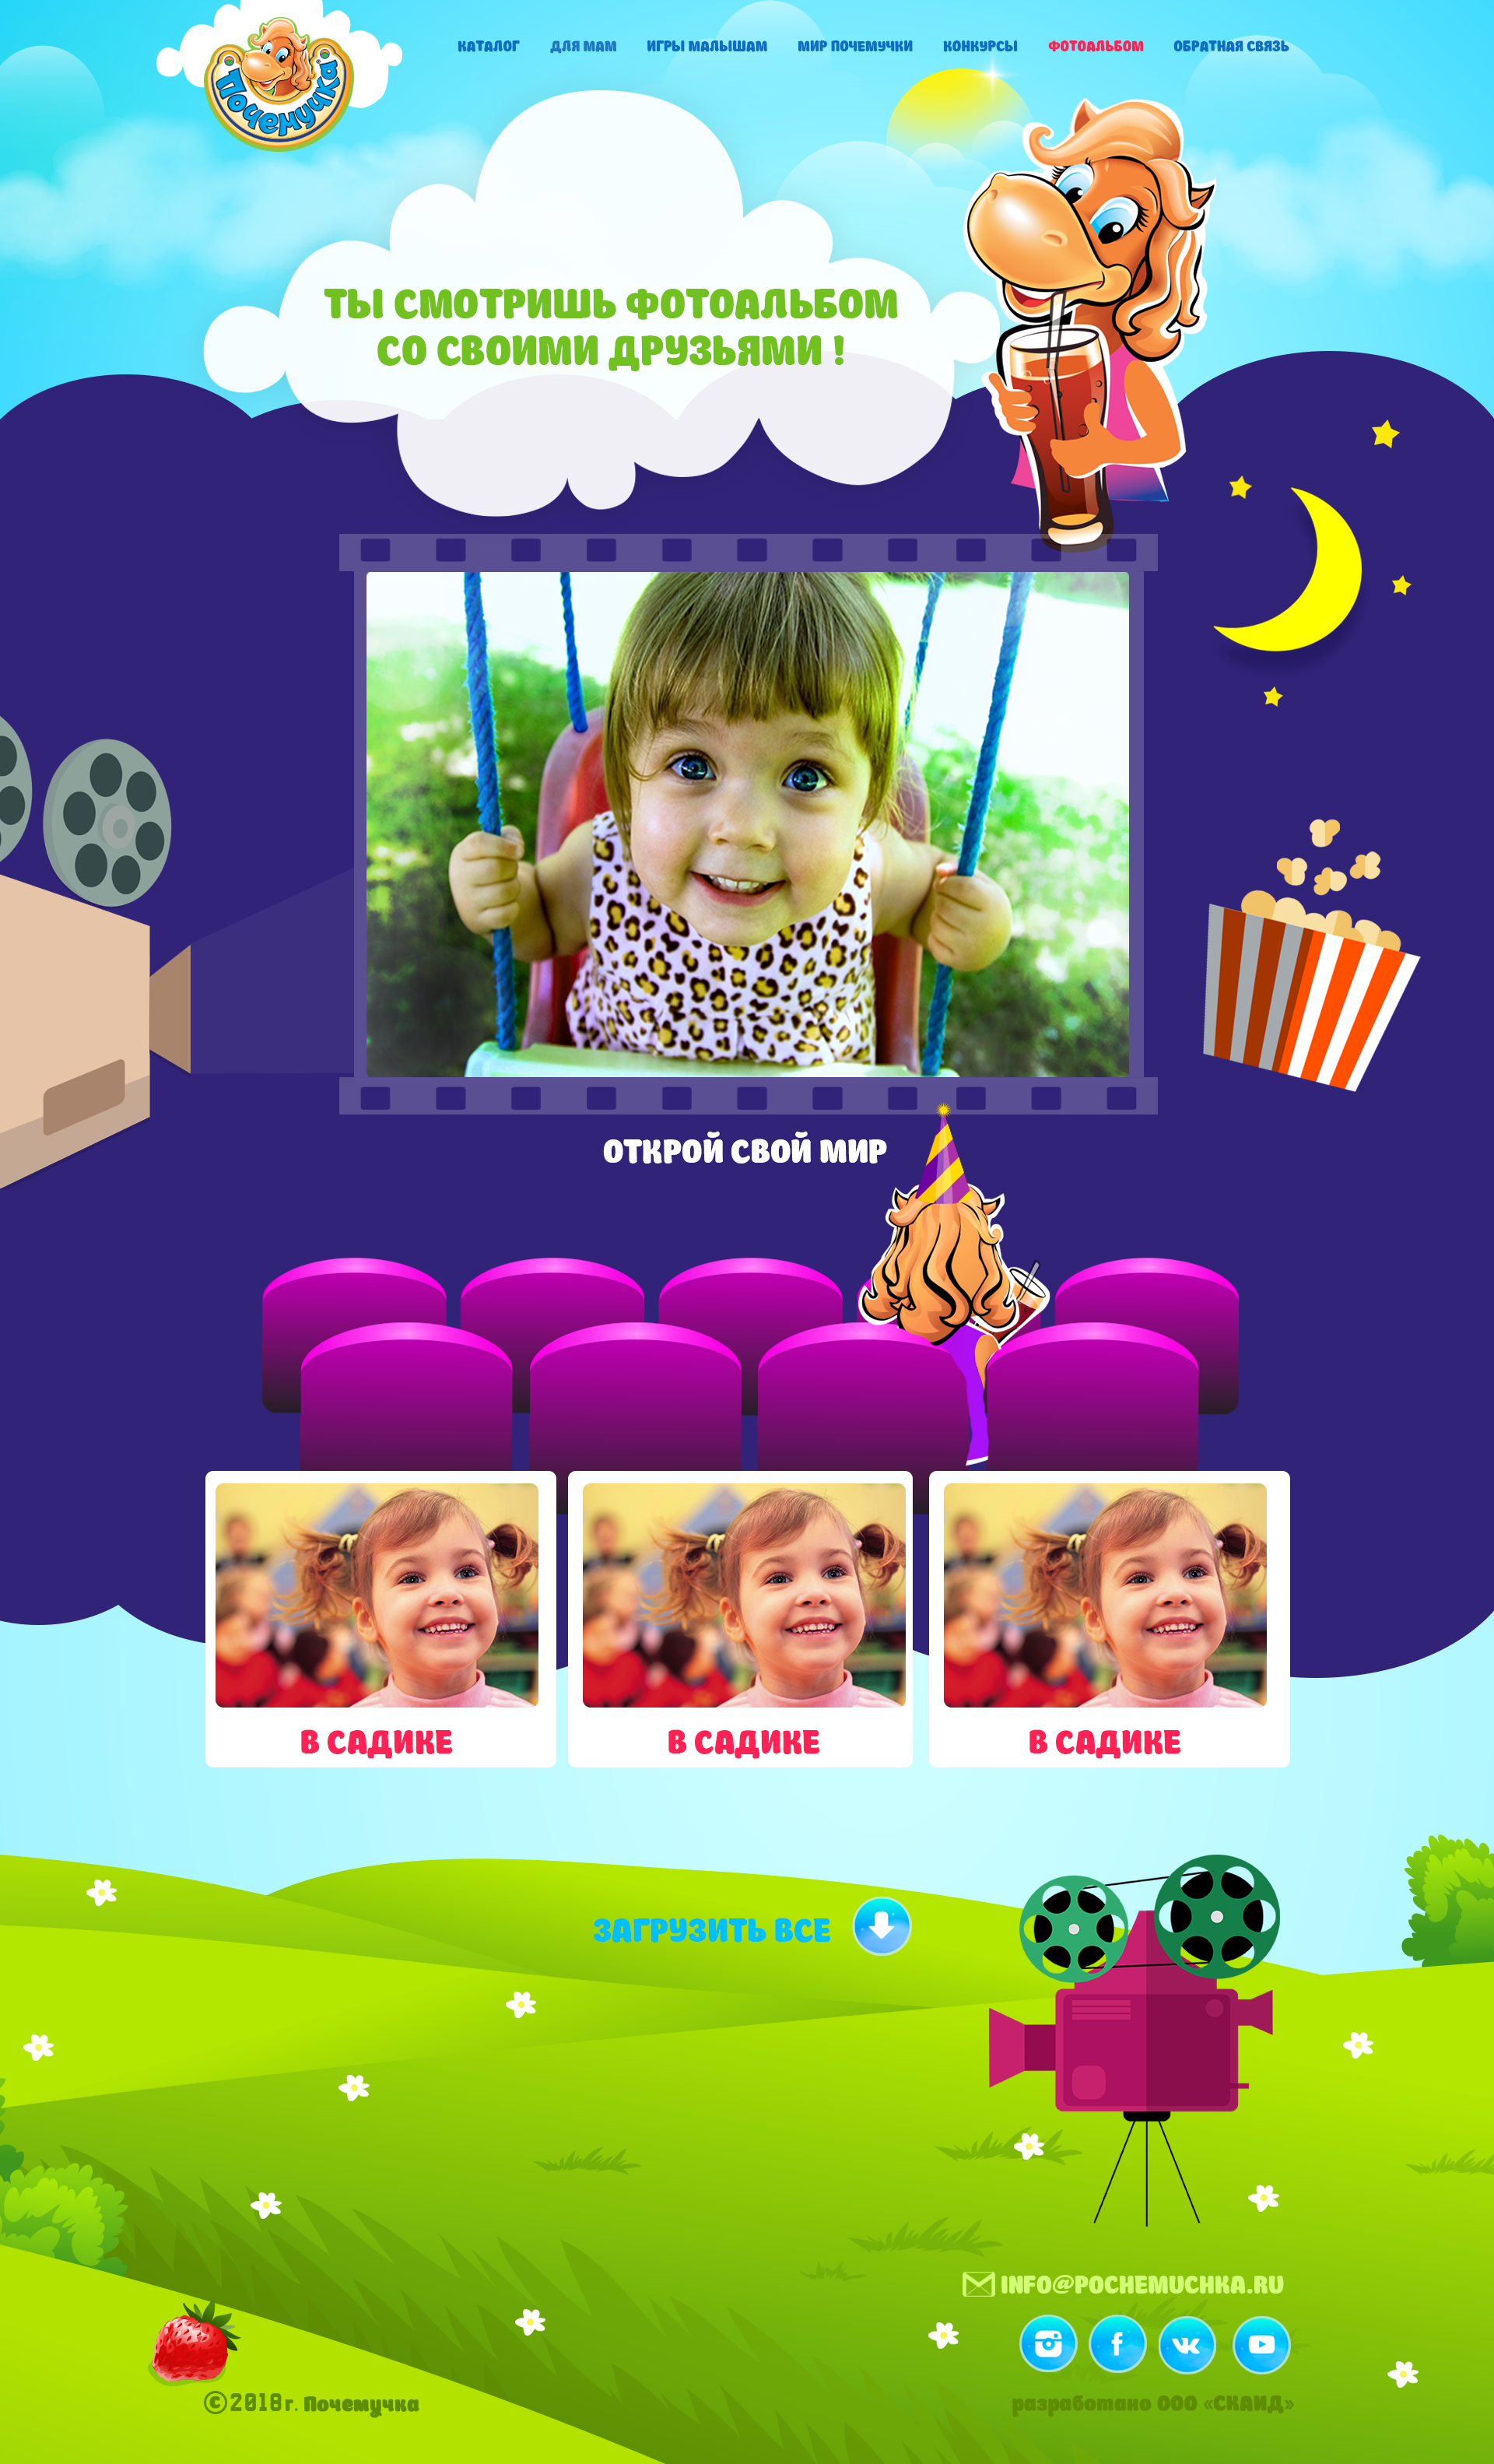 Почемучка
КАТАЛОГ ДЛЯ МАМ ИГРЫ МАЛЫШАМ МИР ПОЧЕМУЧКИ КОНКУРСЫ ФОТОАЛЬБОМ ОБРАТНАЯ СВЯЗЬ
ТЫ СМОТРИШЬ ФОТОАЛЬБОМ
СО СВОИМИ ДРУЗЬЯМИ !
ОТКРОЙ СВОЙ МИР
В САДИКЕ В САДИКЕ В САДИКЕ
ЗАГРУЗИТЬ ВСЕ
INFO@POCHEMUCHKA.RU
©2018г. Почемучка
разработано ООО «СКАИД»